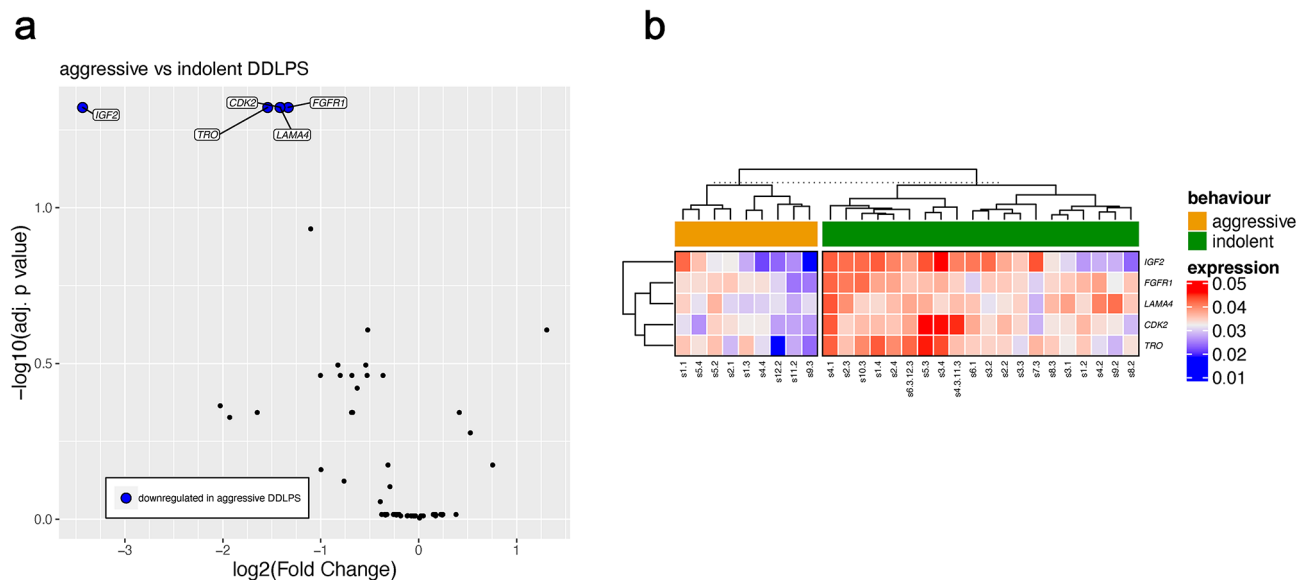 a
aggressive vs indolent DDLPS
IGF2
CDK2
FGFR1
TRO
LAMA4
−log10(adj. p value)
1.0
0.5
0.0
downregulated in aggressive DDLPS
−3
−2
−1
0
1
log2(Fold Change)
b
IGF2
FGFR1
LAMA4
CDK2
TRO
s1.1
s5.4
s5.2
s2.1
s1.3
s4.4
s12.2
s11.2
s9.3
s4.1
s2.3
s10.3
s1.4
s2.4
s6.3.12.3
s5.3
s3.4
s4.3.11.3
s6.1
s3.2
s2.2
s3.3
s7.3
s8.3
s3.1
s1.2
s4.2
s9.2
s8.2
behaviour
aggressive
indolent
expression
0.05
0.04
0.03
0.02
0.01